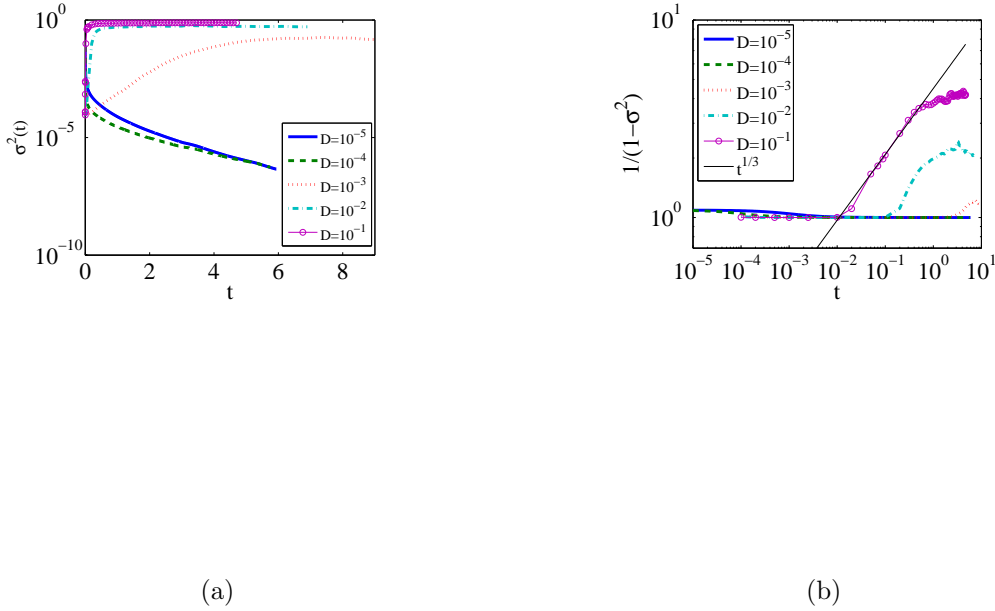 10^0
10^-5
10^-10
σ²(t)
0 2 4 6 8
t
D=10^-5
D=10^-4
D=10^-3
D=10^-2
D=10^-1
(a)
10^1
10^0
1/(1−σ²)
10^-5 10^-4 10^-3 10^-2 10^-1 10^0 10^1
t
D=10^-5
D=10^-4
D=10^-3
D=10^-2
D=10^-1
t^1/3
(b)